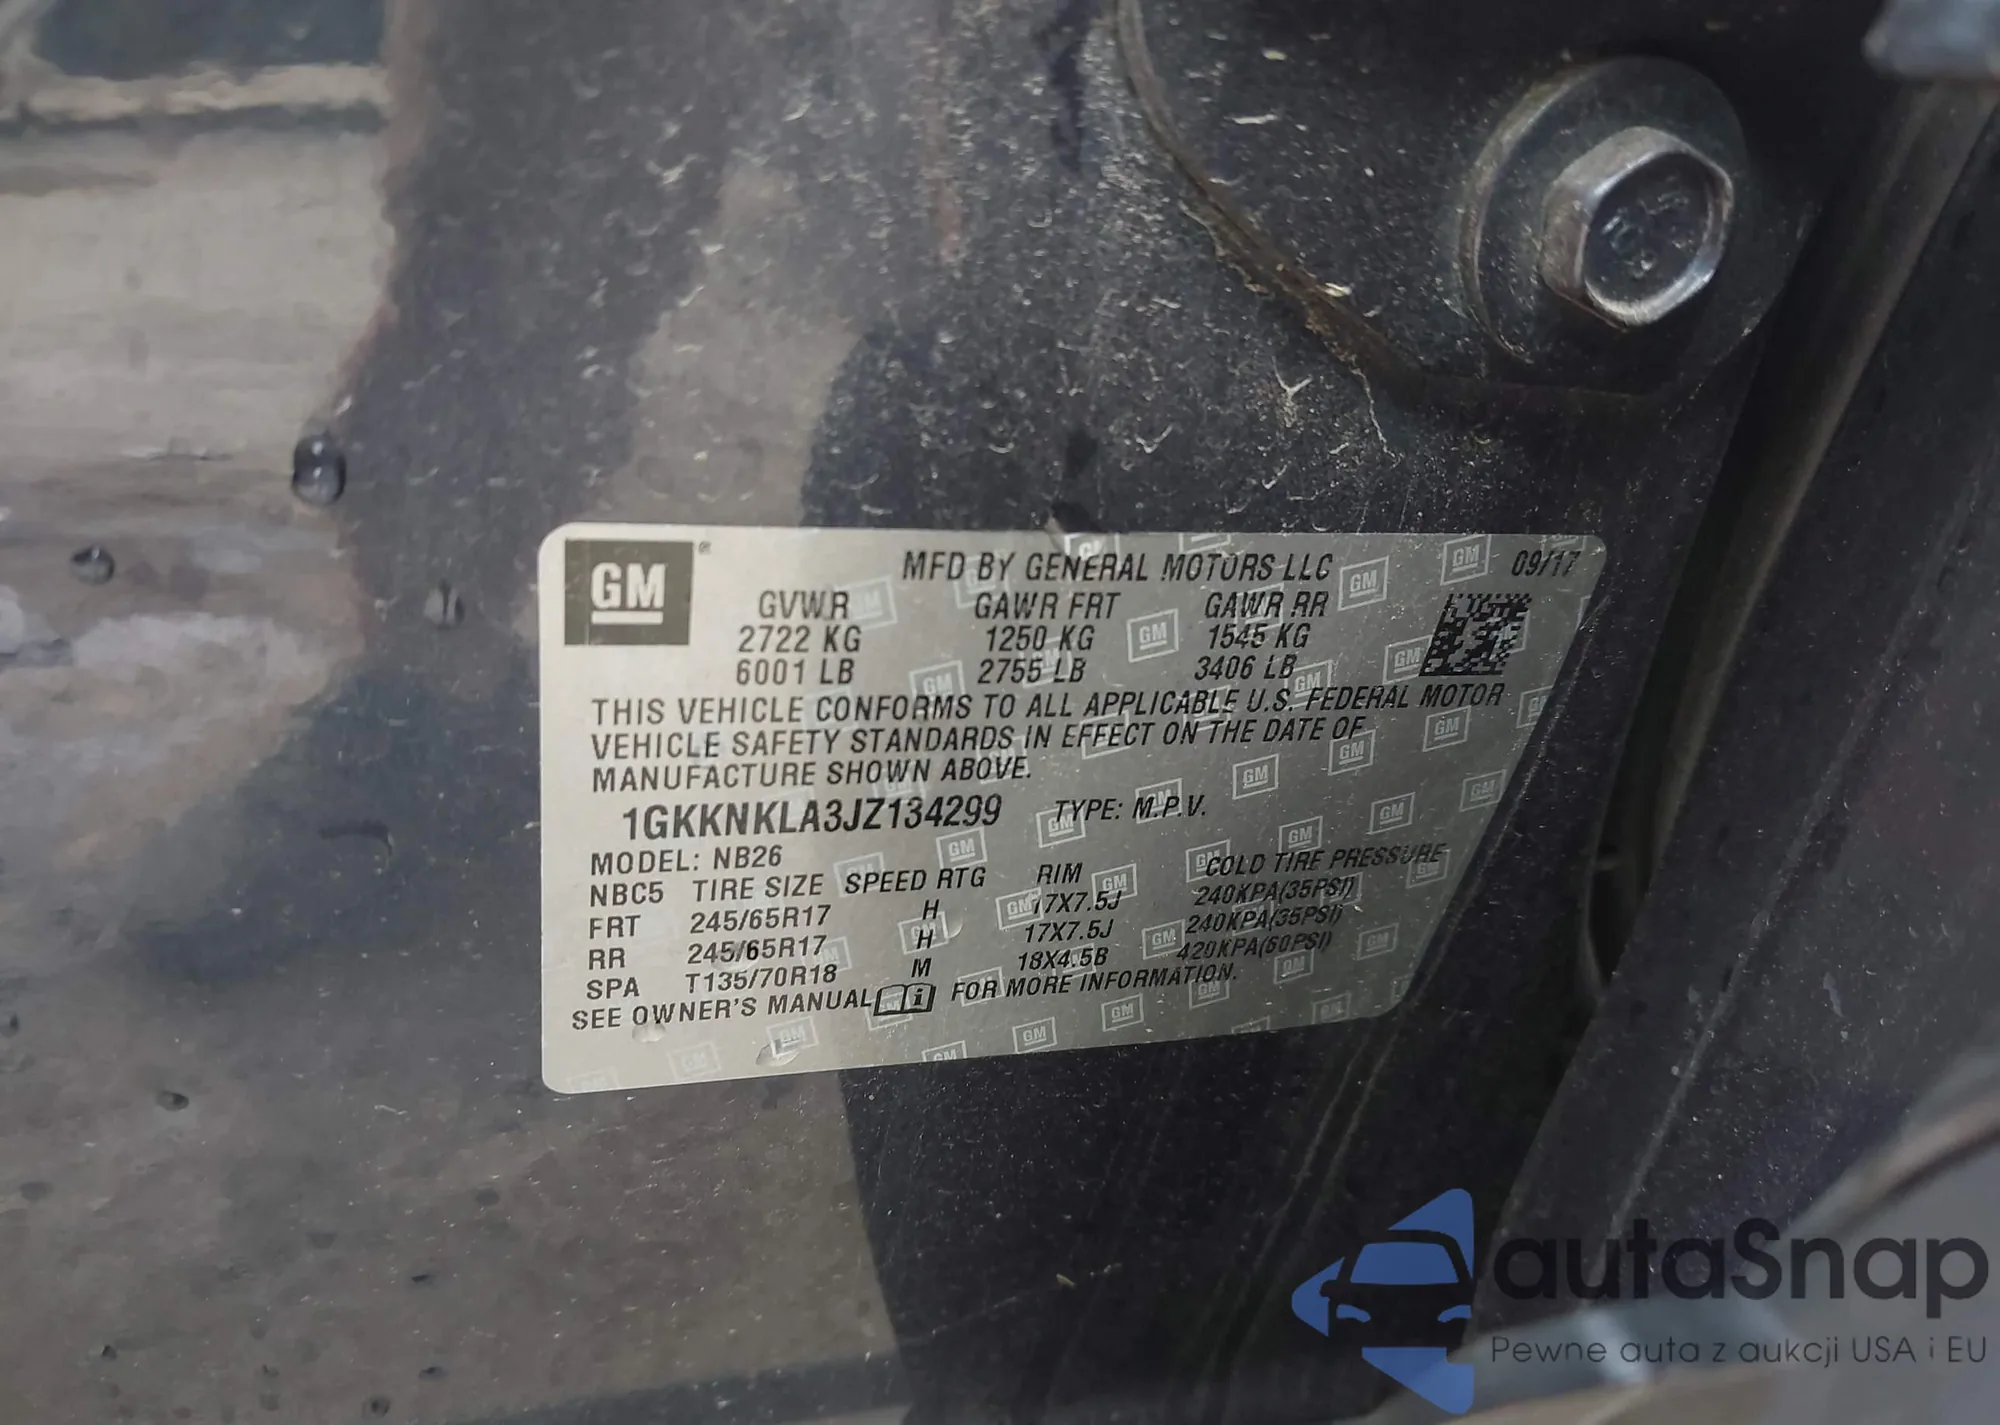 GM®
MFD BY GENERAL MOTORS LLC 09/17
GVWR GAWR FRT GAWR RR
2722 KG 1250 KG 1545 KG
6001 LB 2755 LB 3406 LB
THIS VEHICLE CONFORMS TO ALL APPLICABLE U.S. FEDERAL MOTOR
VEHICLE SAFETY STANDARDS IN EFFECT ON THE DATE OF
MANUFACTURE SHOWN ABOVE.
1GKKNKLA3JZ134299 TYPE: M.P.V.
MODEL: NB26
NBC5 TIRE SIZE SPEED RTG RIM COLD TIRE PRESSURE
FRT 245/65R17 H 17X7.5J 240KPA(35PSI)
RR 245/65R17 H 17X7.5J 240KPA(35PSI)
SPA T135/70R18 M 18X4.5B 420KPA(60PSI)
SEE OWNER'S MANUAL FOR MORE INFORMATION.
autaSnap
Pewne auta z aukcji USA i EU